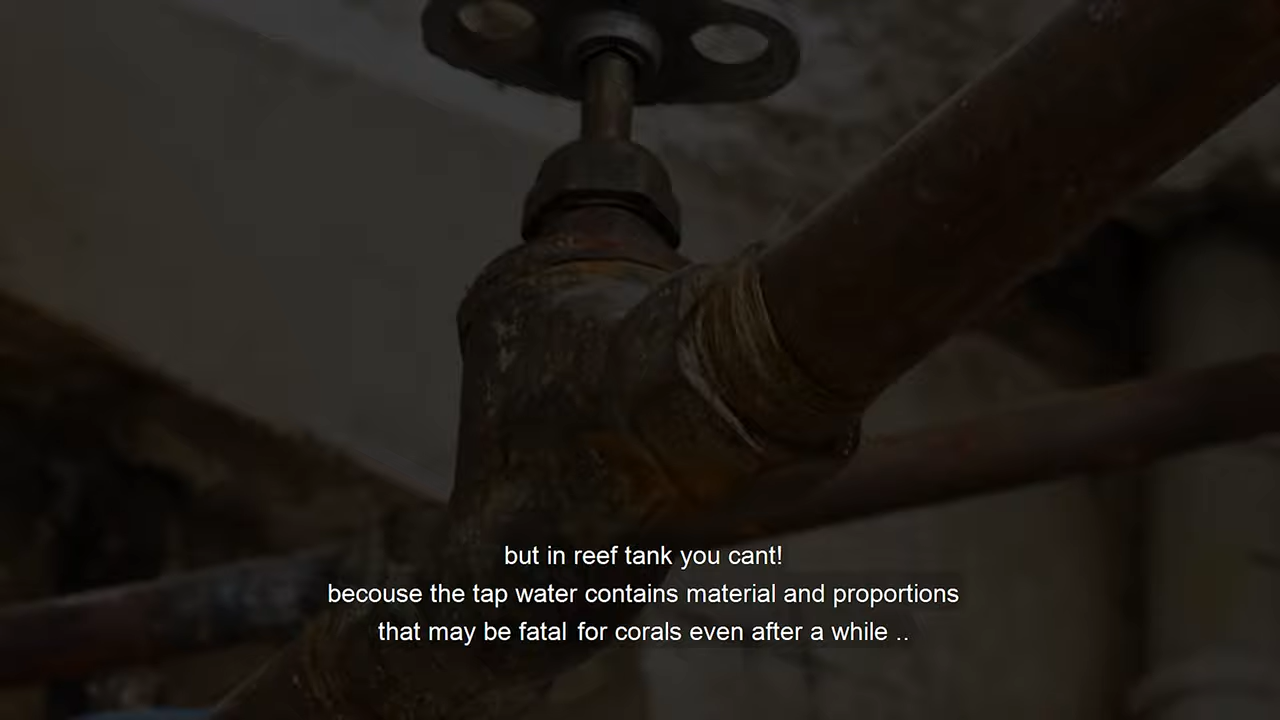 but in reef tank you cant!
becouse the tap water contains material and proportions
that may be fatal for corals even after a while ..